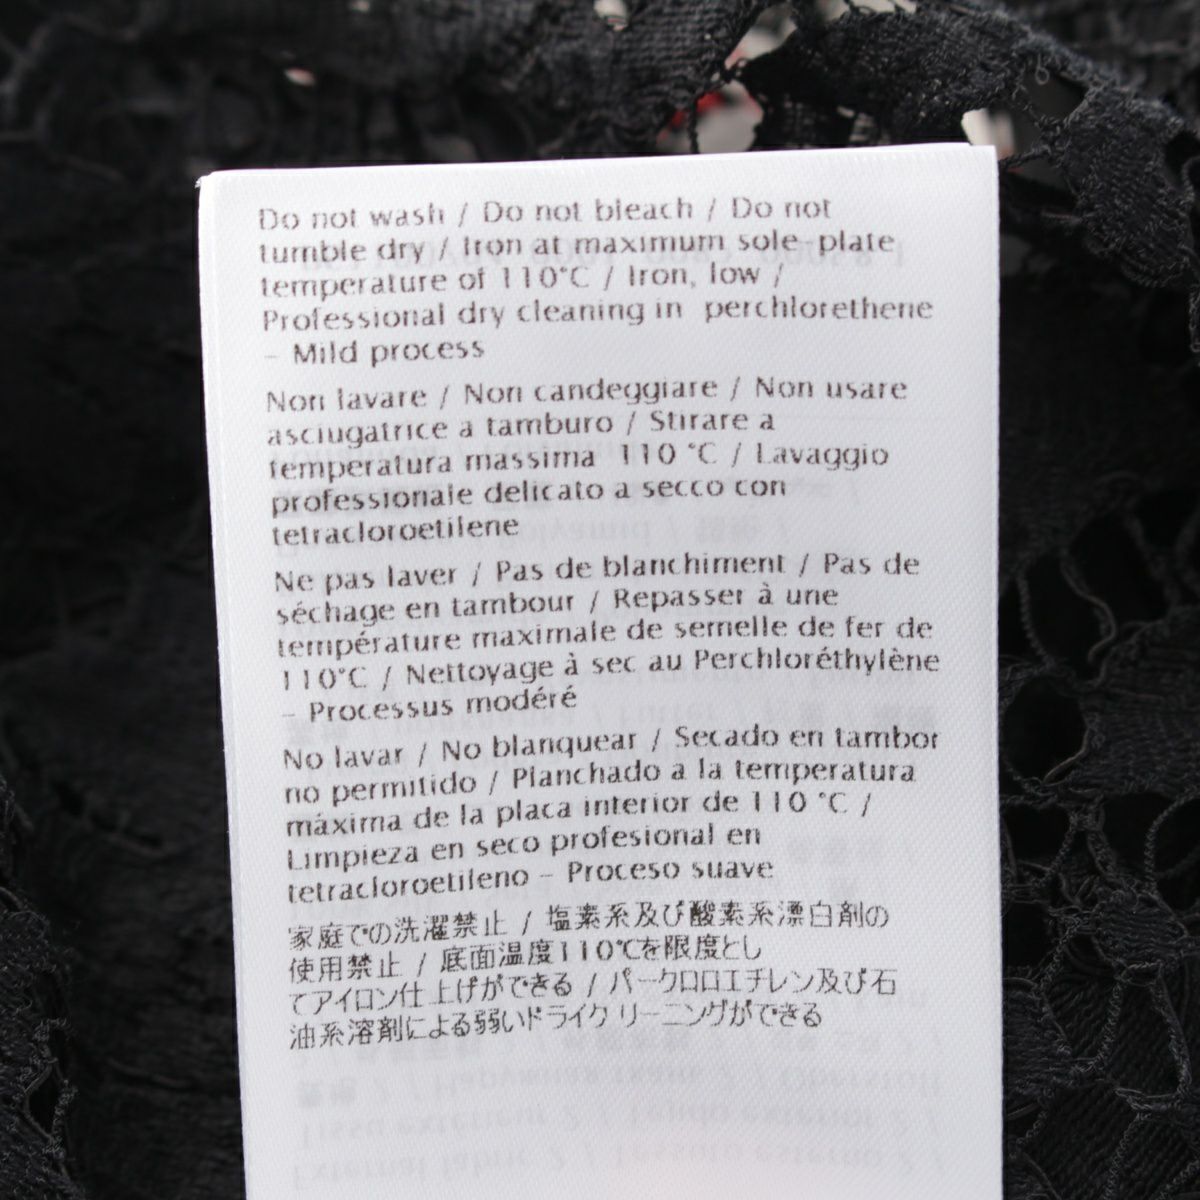 Do not wash / Do not bleach / Do not
tumble dry / Iron at maximum sole-plate
temperature of 110°C / Iron, low /
Professional dry cleaning in perchlorethene
– Mild process
Non lavare / Non candeggiare / Non usare
asciugatrice a tamburo / Stirare a
temperatura massima 110 °C / Lavaggio
professionale delicato a secco con
tetracloroetilene
Ne pas laver / Pas de blanchiment / Pas de
séchage en tambour / Repasser à une
température maximale de semelle de fer de
110°C / Nettoyage à sec au Perchloréthylène
– Processus modéré
No lavar / No blanquear / Secado en tambor
no permitido / Planchado a la temperatura
máxima de la placa interior de 110 °C /
Limpieza en seco profesional en
tetracloroetileno – Proceso suave
家庭での洗濯禁止 / 塩素系及び酸素系漂白剤の
使用禁止 / 底面温度110℃を限度とし
てアイロン仕上げができる / パークロロエチレン及び石
油系溶剤による弱いドライクリーニングができる